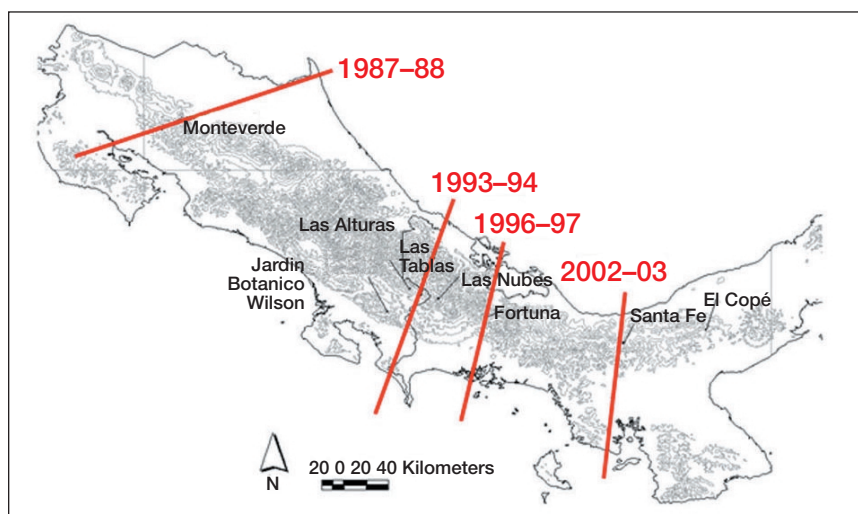 1987–88
Monteverde
1993–94
Las Alturas
1996–97
Las
Tablas
Jardin
Botanico
Wilson
Las Nubes
2002–03
Fortuna
Santa Fe
El Copé
20 0 20 40 Kilometers
N